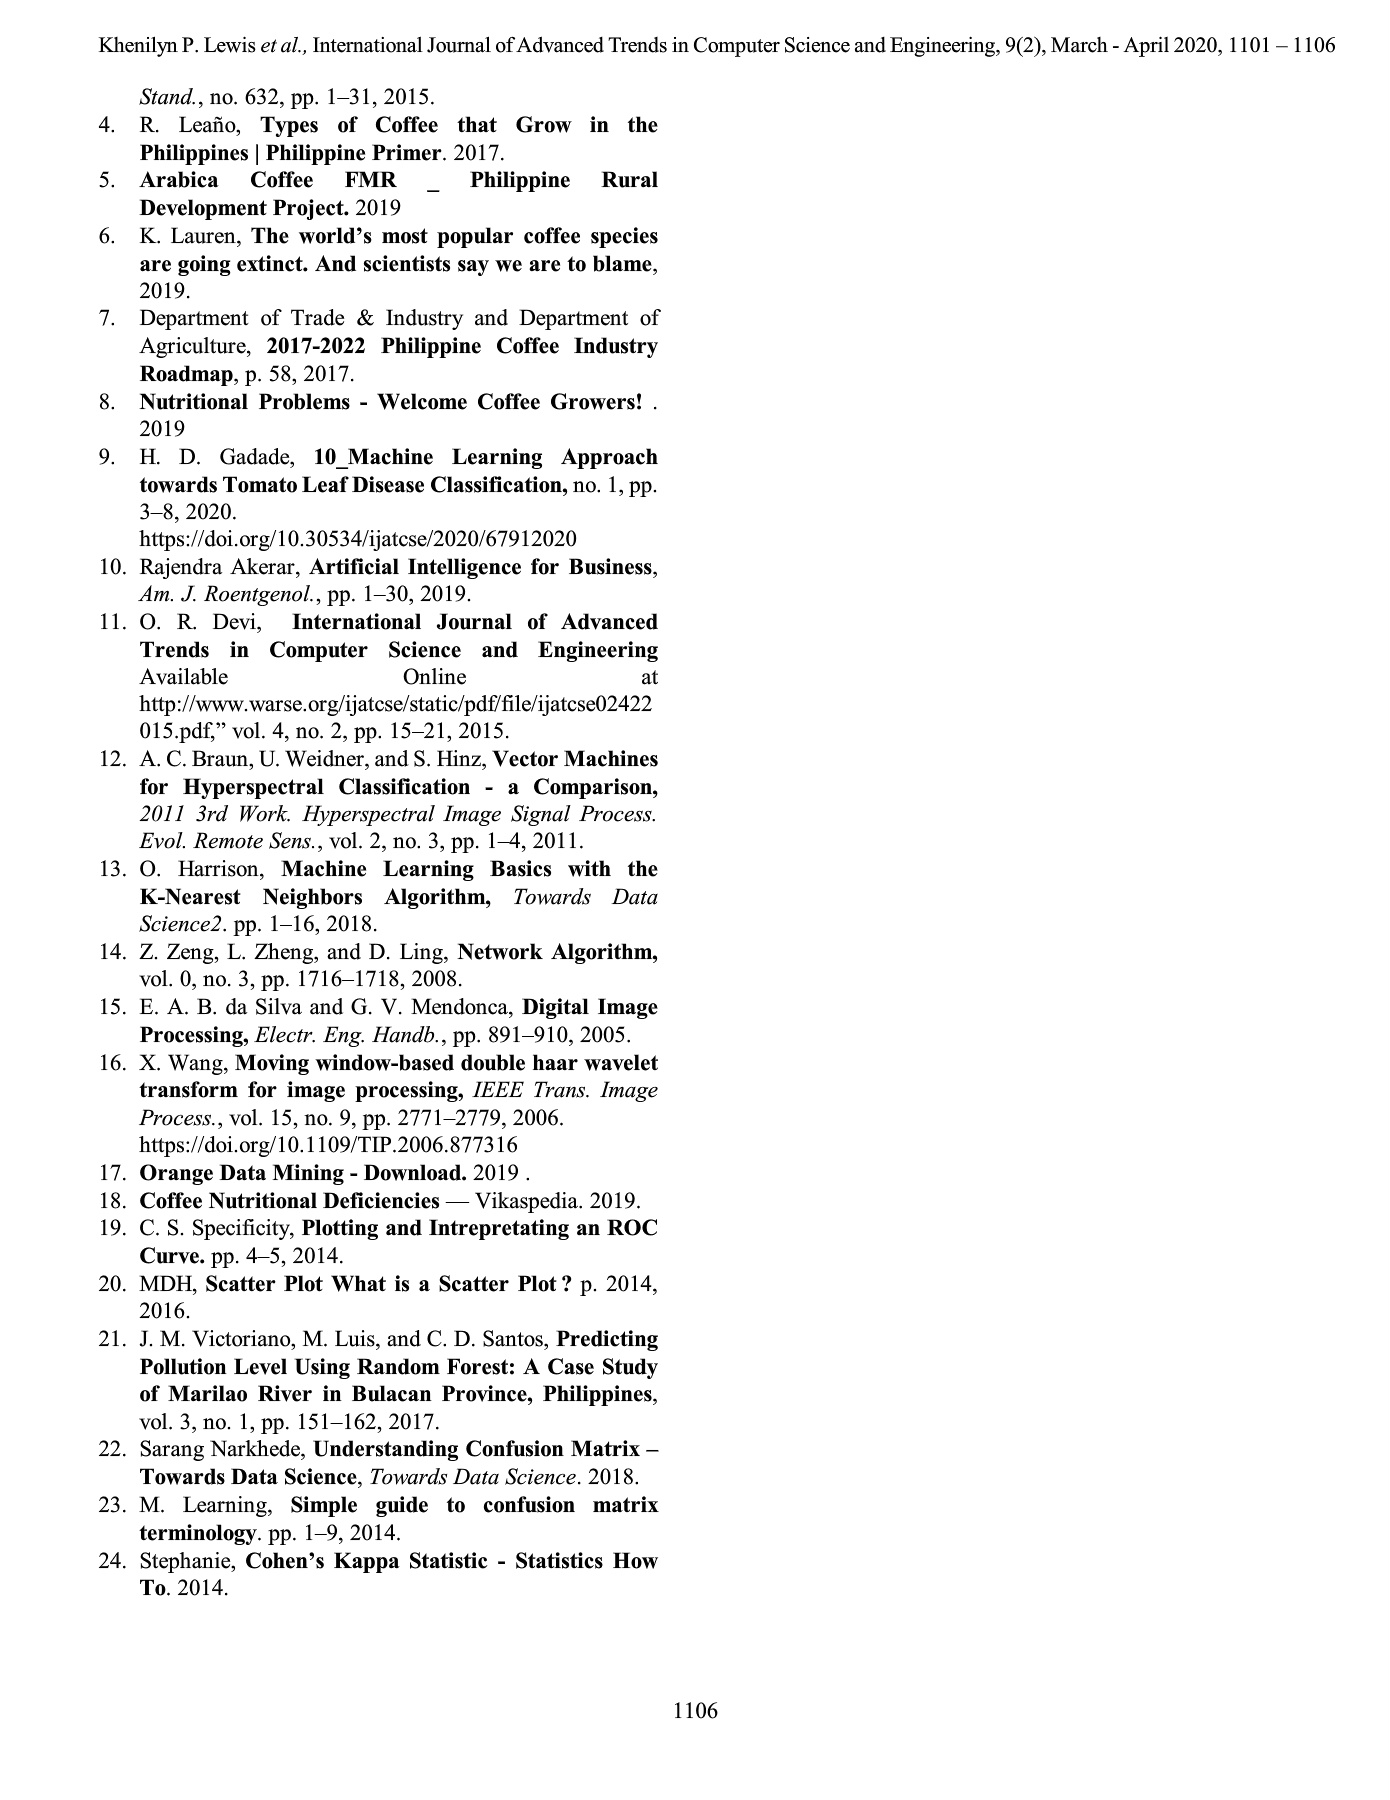 Khenilyn P. Lewis et al., International Journal of Advanced Trends in Computer Science and Engineering, 9(2), March - April 2020, 1101 – 1106
Stand., no. 632, pp. 1–31, 2015.
4. R. Leaño, Types of Coffee that Grow in the
Philippines | Philippine Primer. 2017.
5. Arabica Coffee FMR _ Philippine Rural
Development Project. 2019
6. K. Lauren, The world’s most popular coffee species
are going extinct. And scientists say we are to blame,
2019.
7. Department of Trade & Industry and Department of
Agriculture, 2017-2022 Philippine Coffee Industry
Roadmap, p. 58, 2017.
8. Nutritional Problems - Welcome Coffee Growers! .
2019
9. H. D. Gadade, 10_Machine Learning Approach
towards Tomato Leaf Disease Classification, no. 1, pp.
3–8, 2020.
https://doi.org/10.30534/ijatcse/2020/67912020
10. Rajendra Akerar, Artificial Intelligence for Business,
Am. J. Roentgenol., pp. 1–30, 2019.
11. O. R. Devi, International Journal of Advanced
Trends in Computer Science and Engineering
Available Online at
http://www.warse.org/ijatcse/static/pdf/file/ijatcse02422
015.pdf,” vol. 4, no. 2, pp. 15–21, 2015.
12. A. C. Braun, U. Weidner, and S. Hinz, Vector Machines
for Hyperspectral Classification - a Comparison,
2011 3rd Work. Hyperspectral Image Signal Process.
Evol. Remote Sens., vol. 2, no. 3, pp. 1–4, 2011.
13. O. Harrison, Machine Learning Basics with the
K-Nearest Neighbors Algorithm, Towards Data
Science2. pp. 1–16, 2018.
14. Z. Zeng, L. Zheng, and D. Ling, Network Algorithm,
vol. 0, no. 3, pp. 1716–1718, 2008.
15. E. A. B. da Silva and G. V. Mendonca, Digital Image
Processing, Electr. Eng. Handb., pp. 891–910, 2005.
16. X. Wang, Moving window-based double haar wavelet
transform for image processing, IEEE Trans. Image
Process., vol. 15, no. 9, pp. 2771–2779, 2006.
https://doi.org/10.1109/TIP.2006.877316
17. Orange Data Mining - Download. 2019 .
18. Coffee Nutritional Deficiencies — Vikaspedia. 2019.
19. C. S. Specificity, Plotting and Intrepretating an ROC
Curve. pp. 4–5, 2014.
20. MDH, Scatter Plot What is a Scatter Plot ? p. 2014,
2016.
21. J. M. Victoriano, M. Luis, and C. D. Santos, Predicting
Pollution Level Using Random Forest: A Case Study
of Marilao River in Bulacan Province, Philippines,
vol. 3, no. 1, pp. 151–162, 2017.
22. Sarang Narkhede, Understanding Confusion Matrix –
Towards Data Science, Towards Data Science. 2018.
23. M. Learning, Simple guide to confusion matrix
terminology. pp. 1–9, 2014.
24. Stephanie, Cohen’s Kappa Statistic - Statistics How
To. 2014.
1106